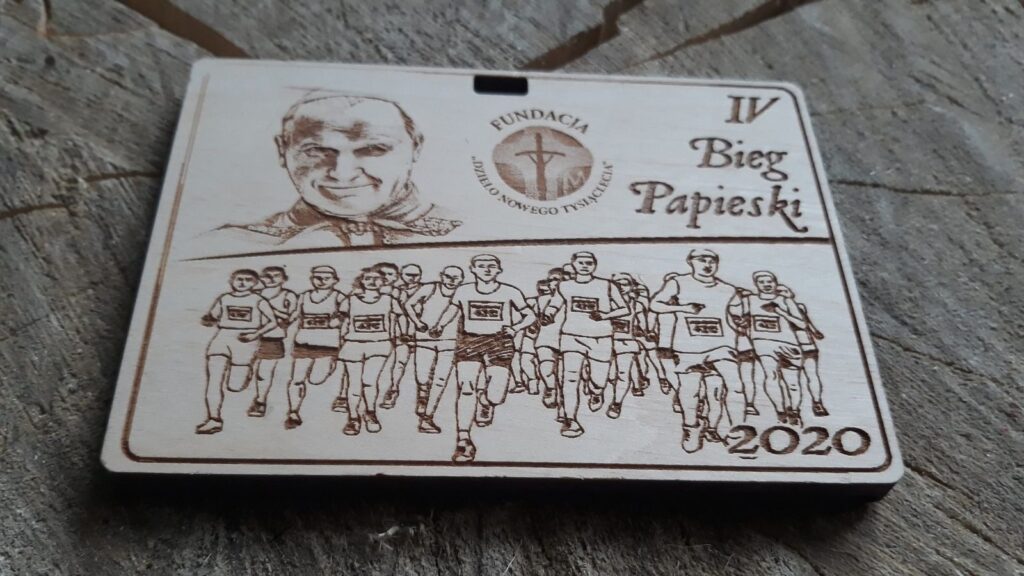 FUNDACJA
„DZIEŁO NOWEGO TYSIĄCLECIA"
IV
Bieg
Papieski
2020